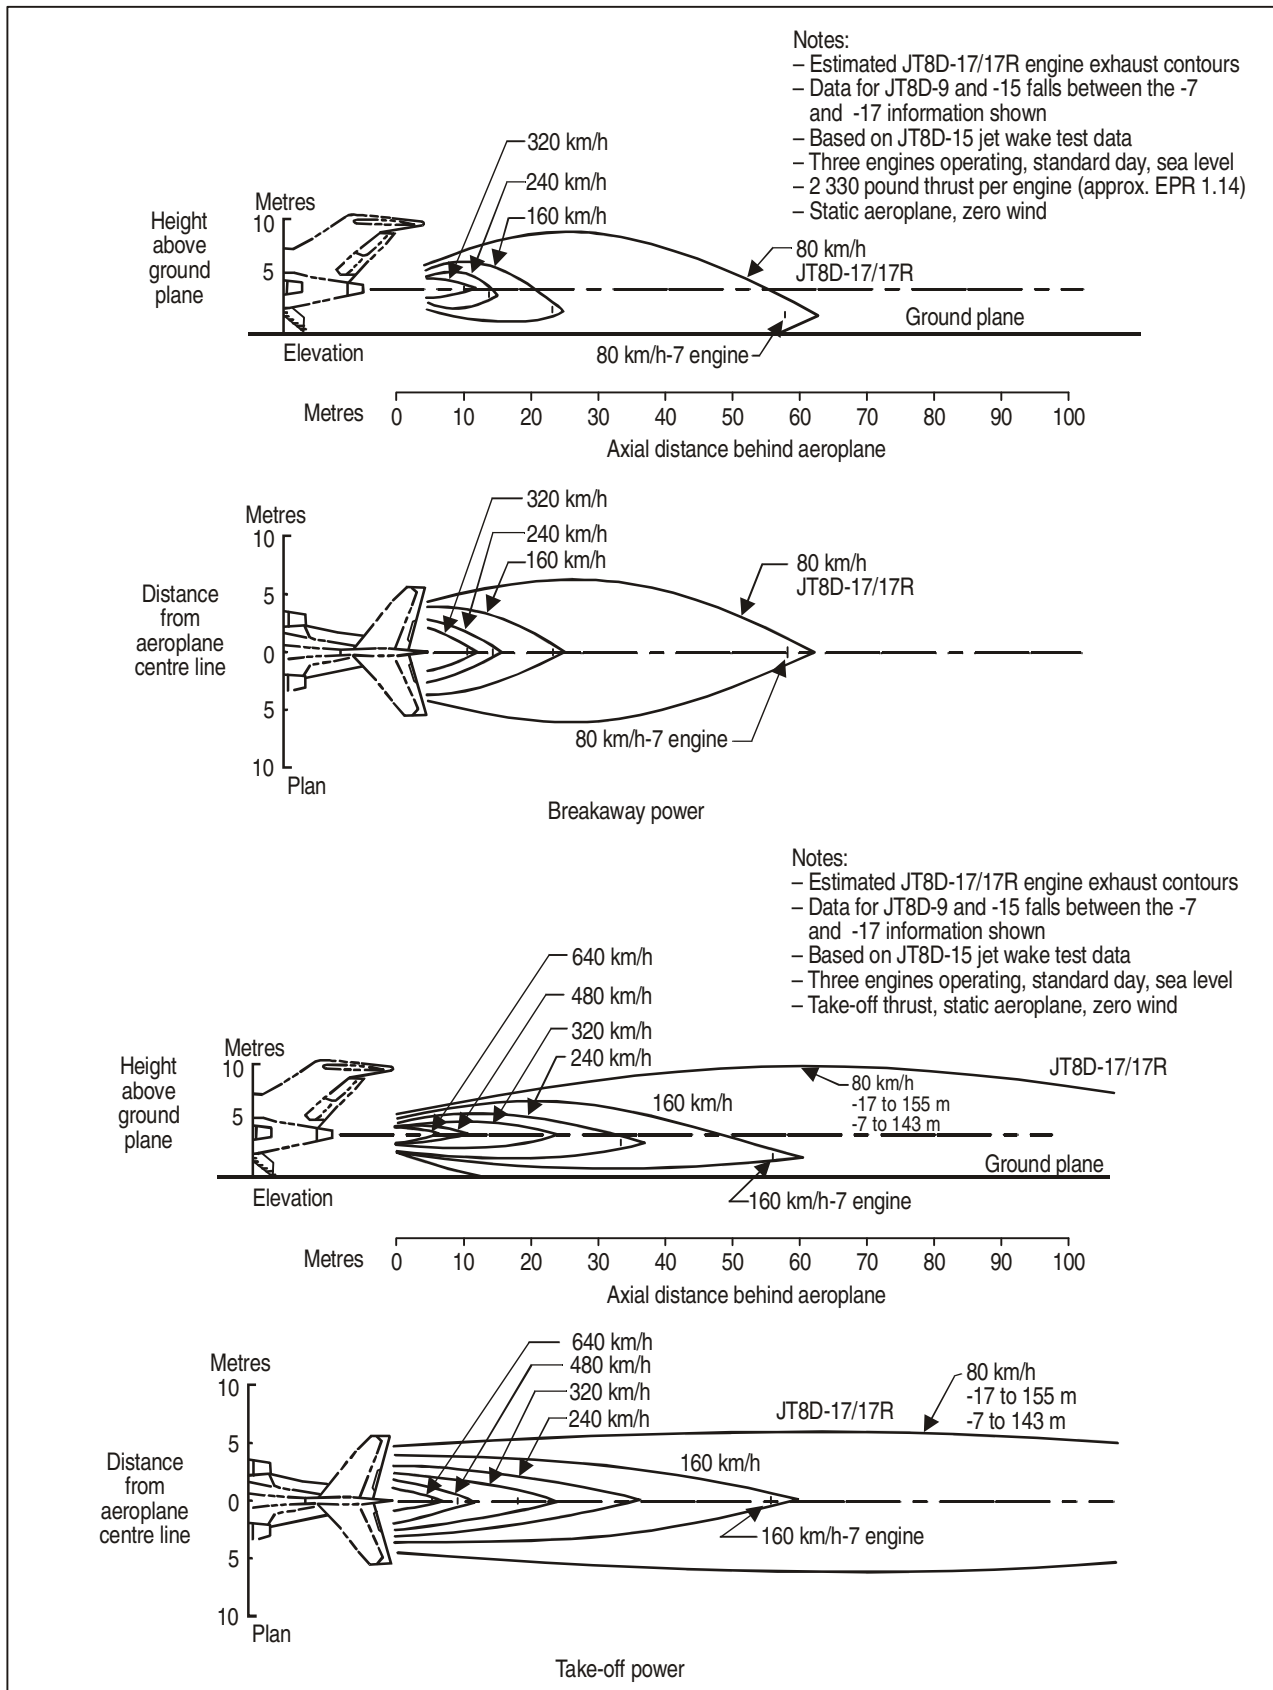 Notes:
– Estimated JT8D-17/17R engine exhaust contours
– Data for JT8D-9 and -15 falls between the -7
and -17 information shown
– Based on JT8D-15 jet wake test data
– Three engines operating, standard day, sea level
– 2 330 pound thrust per engine (approx. EPR 1.14)
– Static aeroplane, zero wind
320 km/h
240 km/h
160 km/h
Metres
10
5
Height
above
ground
plane
80 km/h
JT8D-17/17R
Ground plane
Elevation
80 km/h-7 engine
Metres 0 10 20 30 40 50 60 70 80 90 100
Axial distance behind aeroplane
320 km/h
240 km/h
160 km/h
Metres
10
5
0
5
10
Distance
from
aeroplane
centre line
80 km/h
JT8D-17/17R
80 km/h-7 engine
Plan
Breakaway power
Notes:
– Estimated JT8D-17/17R engine exhaust contours
– Data for JT8D-9 and -15 falls between the -7
and -17 information shown
– Based on JT8D-15 jet wake test data
– Three engines operating, standard day, sea level
– Take-off thrust, static aeroplane, zero wind
640 km/h
480 km/h
320 km/h
240 km/h
Metres
10
5
Height
above
ground
plane
160 km/h
JT8D-17/17R
80 km/h
-17 to 155 m
-7 to 143 m
Ground plane
Elevation
160 km/h-7 engine
Metres 0 10 20 30 40 50 60 70 80 90 100
Axial distance behind aeroplane
640 km/h
480 km/h
320 km/h
240 km/h
Metres
10
5
0
5
10
Distance
from
aeroplane
centre line
JT8D-17/17R
80 km/h
-17 to 155 m
-7 to 143 m
160 km/h
160 km/h-7 engine
Plan
Take-off power